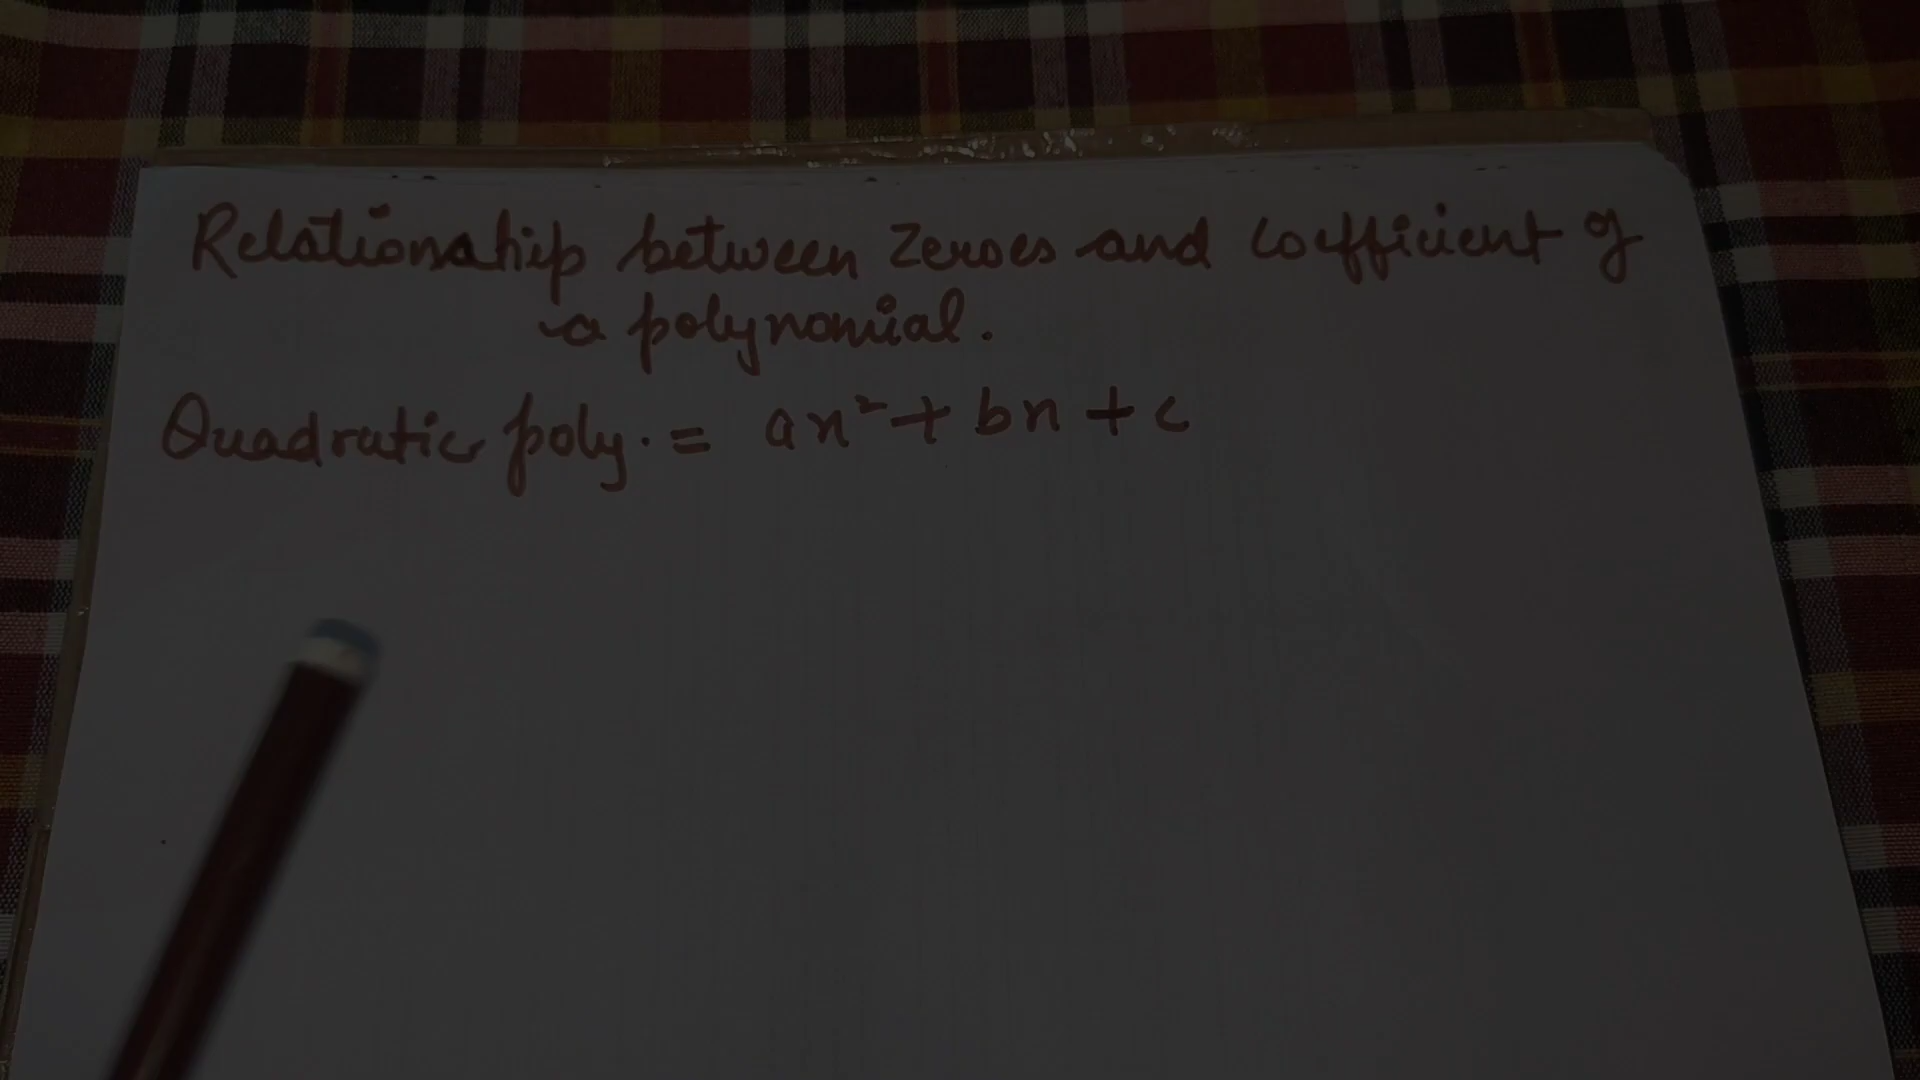 Relationship between Zeroes and Coefficient of
a polynomial.
Quadratic poly. = ax² + bx + c